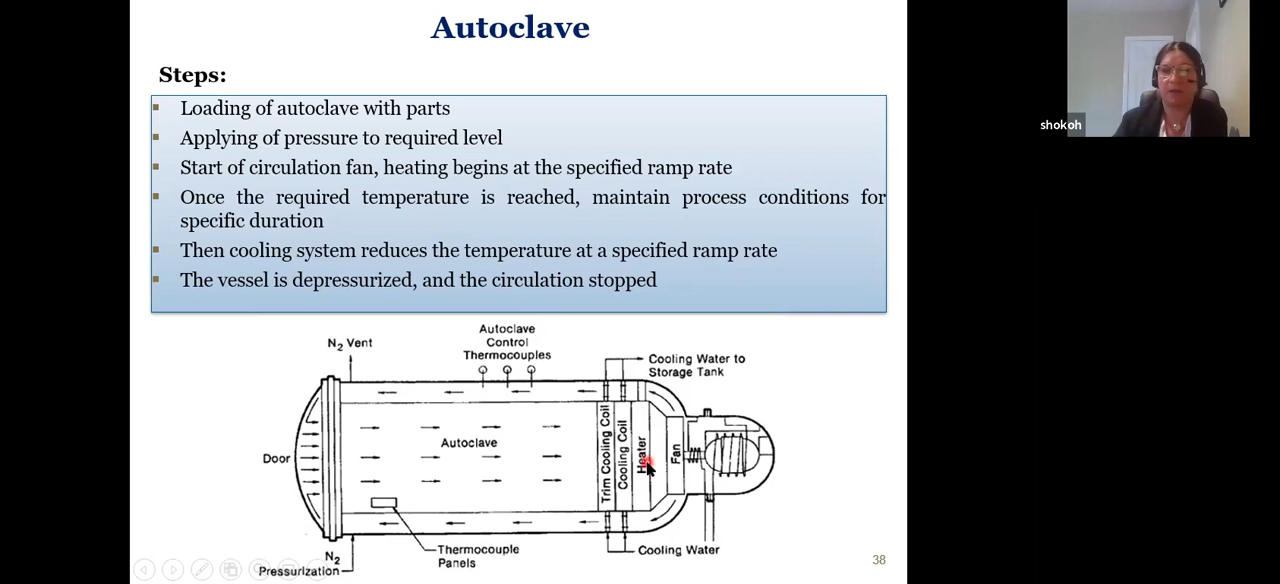 Autoclave
Steps:
Loading of autoclave with parts
Applying of pressure to required level
Start of circulation fan, heating begins at the specified ramp rate
Once the required temperature is reached, maintain process conditions for
specific duration
Then cooling system reduces the temperature at a specified ramp rate
The vessel is depressurized, and the circulation stopped
shokoh
N2 Vent
Autoclave
Control
Thermocouples
Cooling Water to
Storage Tank
Door
Autoclave
Trim Cooling Coil
Cooling Coil
Heater
Fan
N2
Pressurization
Thermocouple
Panels
Cooling Water
38